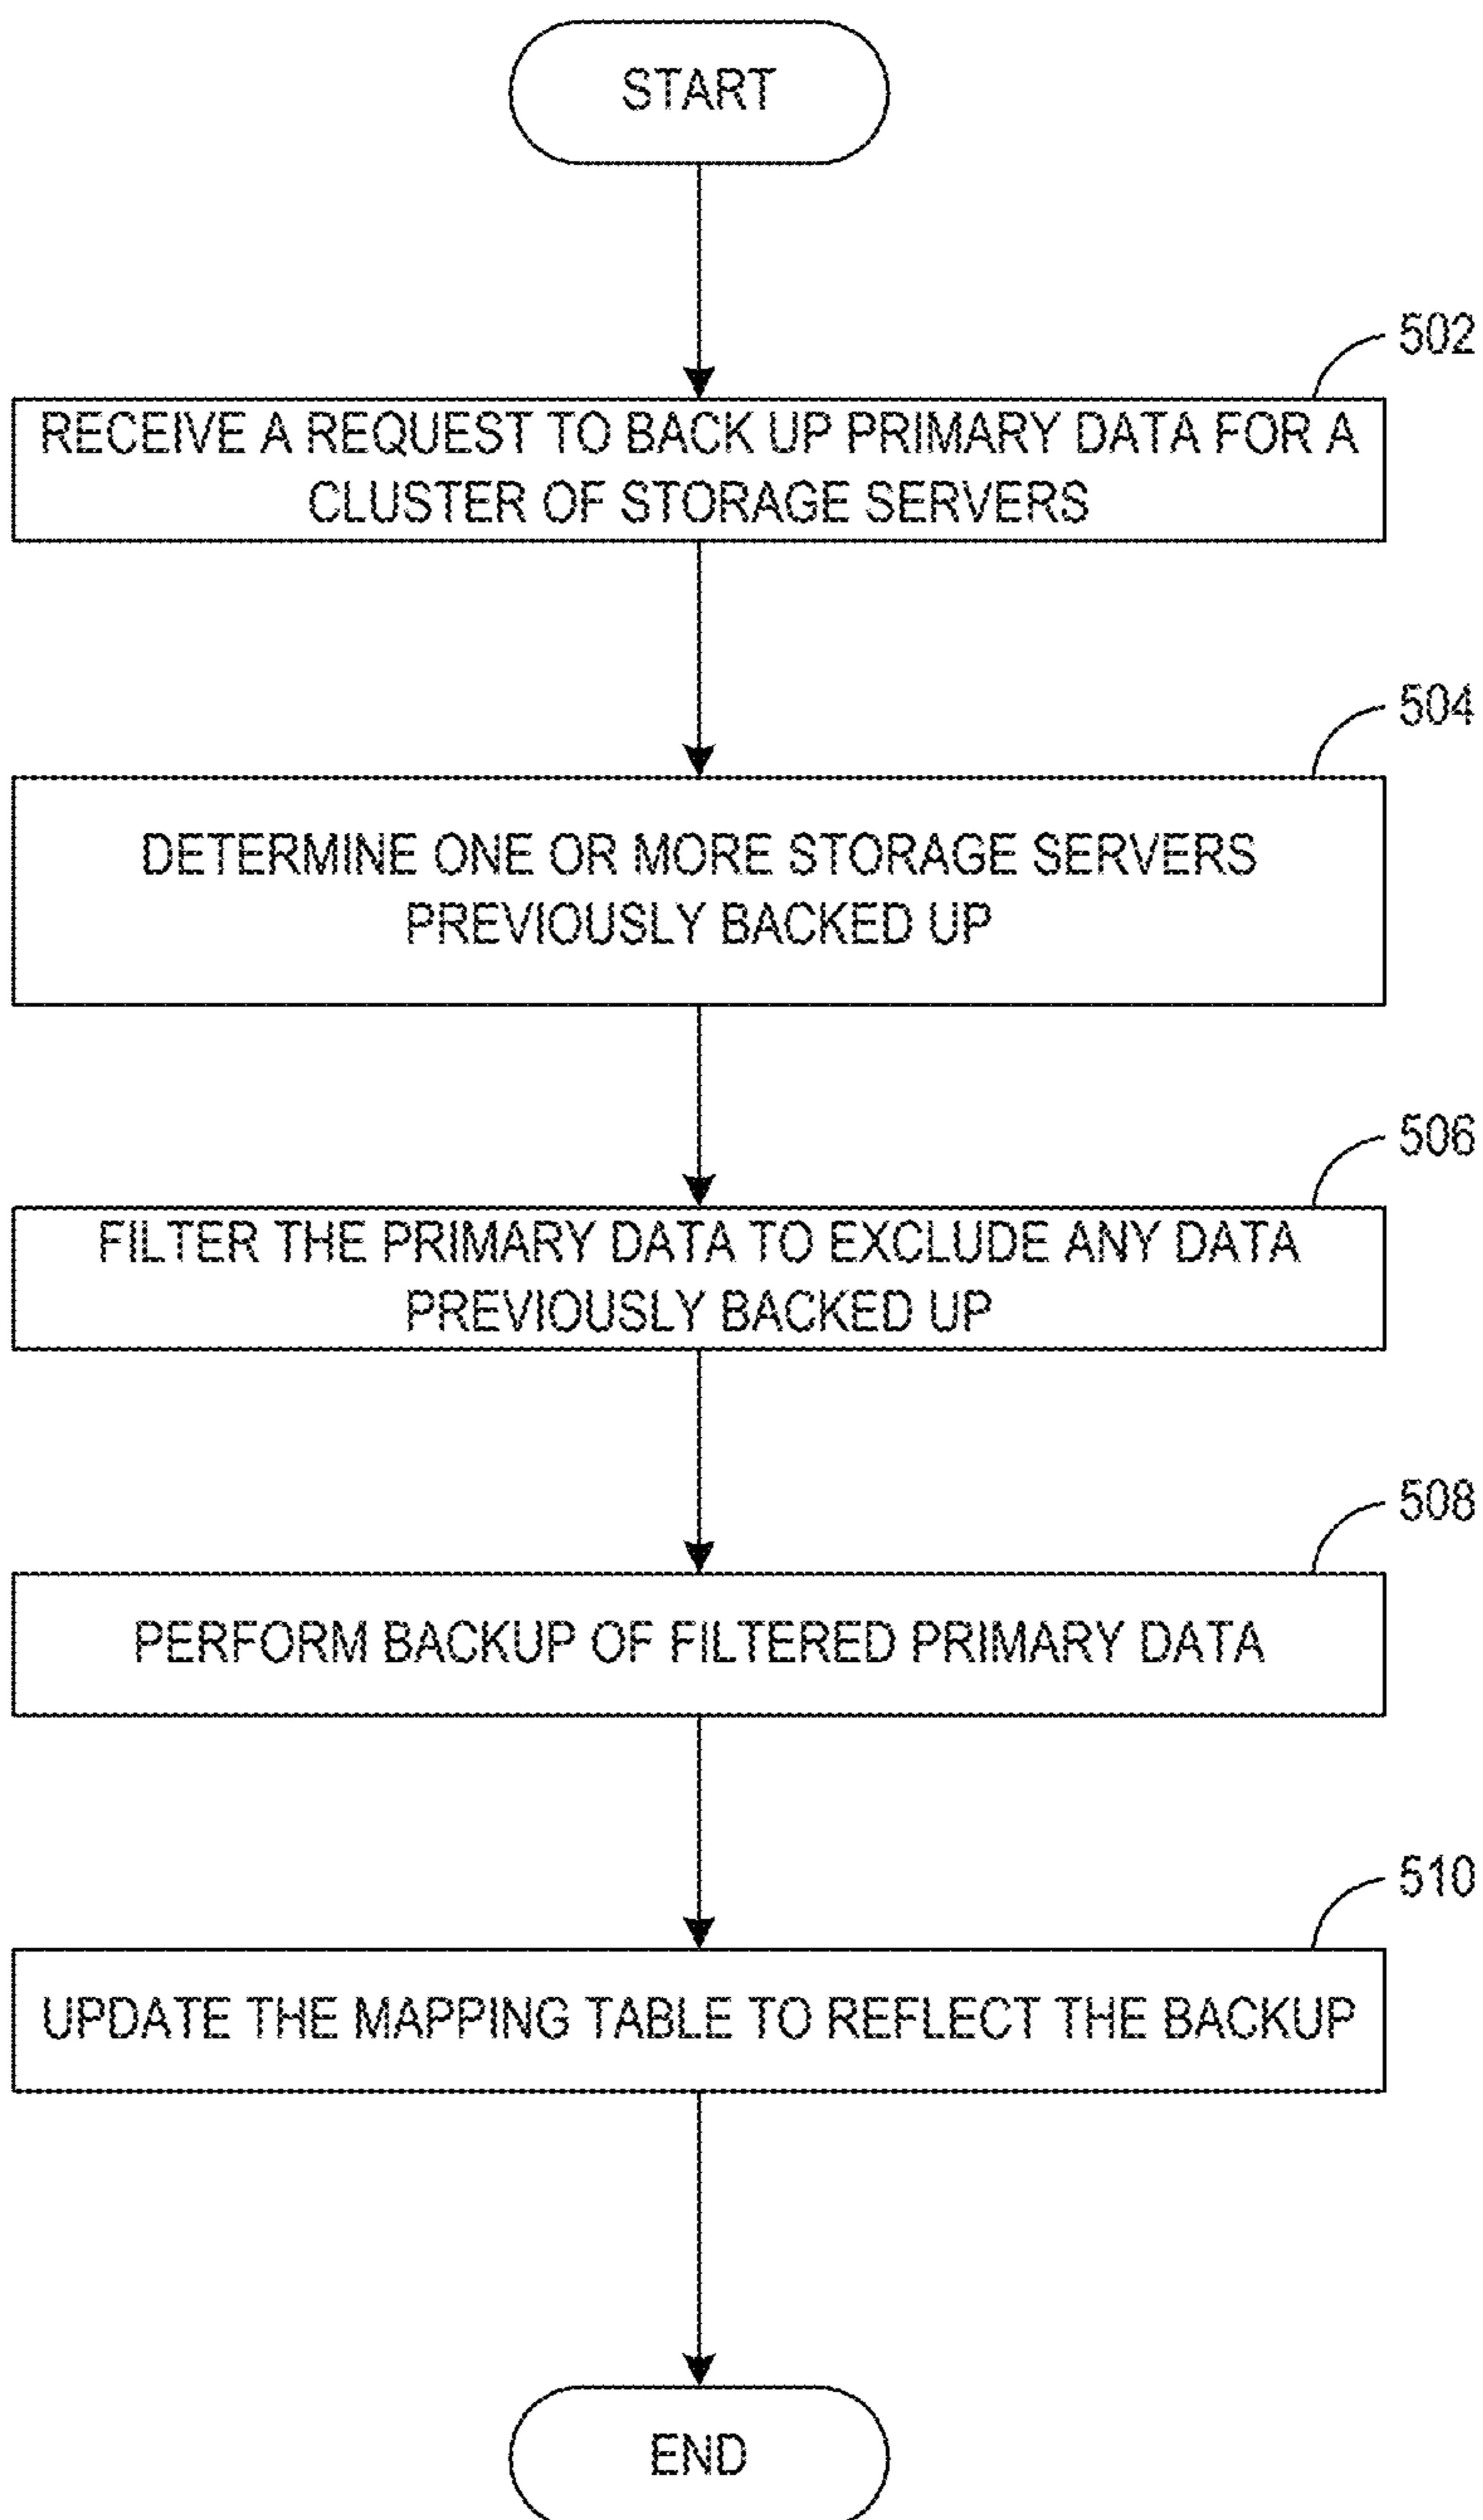 START
502
RECEIVE A REQUEST TO BACK UP PRIMARY DATA FOR A
CLUSTER OF STORAGE SERVERS
504
DETERMINE ONE OR MORE STORAGE SERVERS
PREVIOUSLY BACKED UP
506
FILTER THE PRIMARY DATA TO EXCLUDE ANY DATA
PREVIOUSLY BACKED UP
508
PERFORM BACKUP OF FILTERED PRIMARY DATA
510
UPDATE THE MAPPING TABLE TO REFLECT THE BACKUP
END